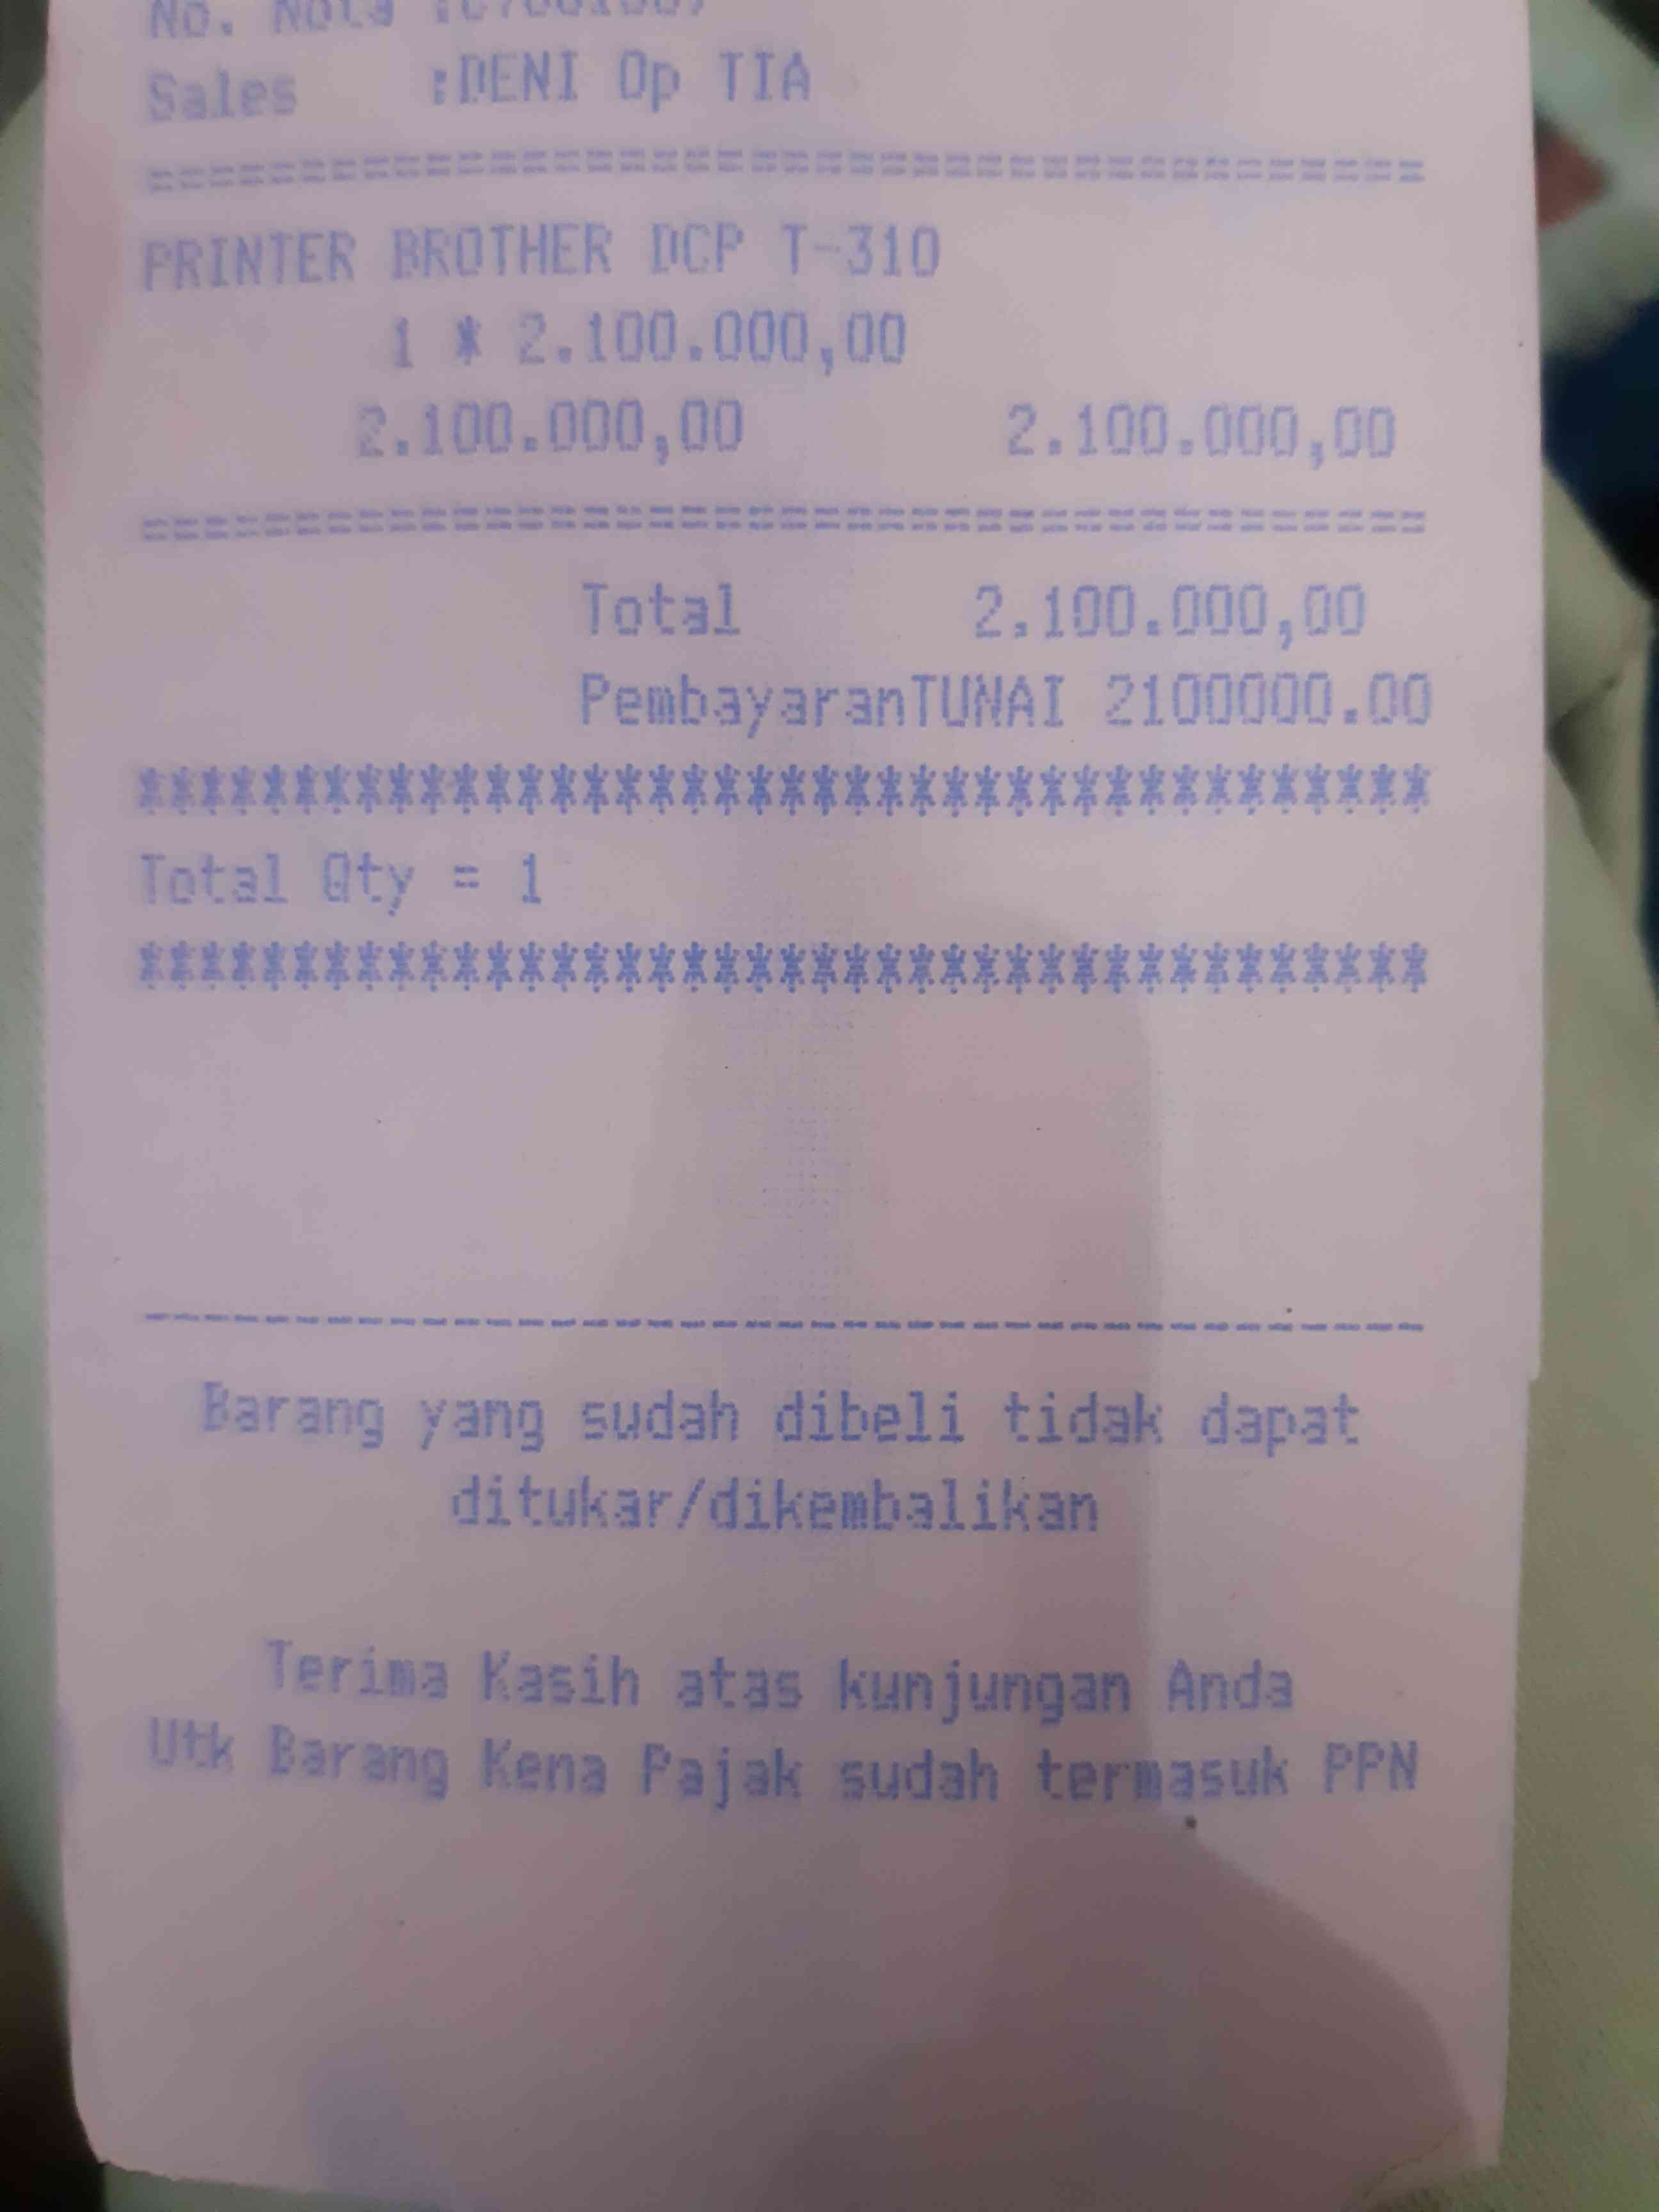 No. Nota
Sales :DENI Op TIA
========================================
PRINTER BROTHER DCP T-310
1 * 2.100.000,00
2.100.000,00 2.100.000,00
========================================
Total 2.100.000,00
PembayaranTUNAI 2100000.00
****************************************
Total Qty = 1
****************************************
----------------------------------------
Barang yang sudah dibeli tidak dapat
ditukar/dikembalikan
Terima Kasih atas kunjungan Anda
Utk Barang Kena Pajak sudah termasuk PPN